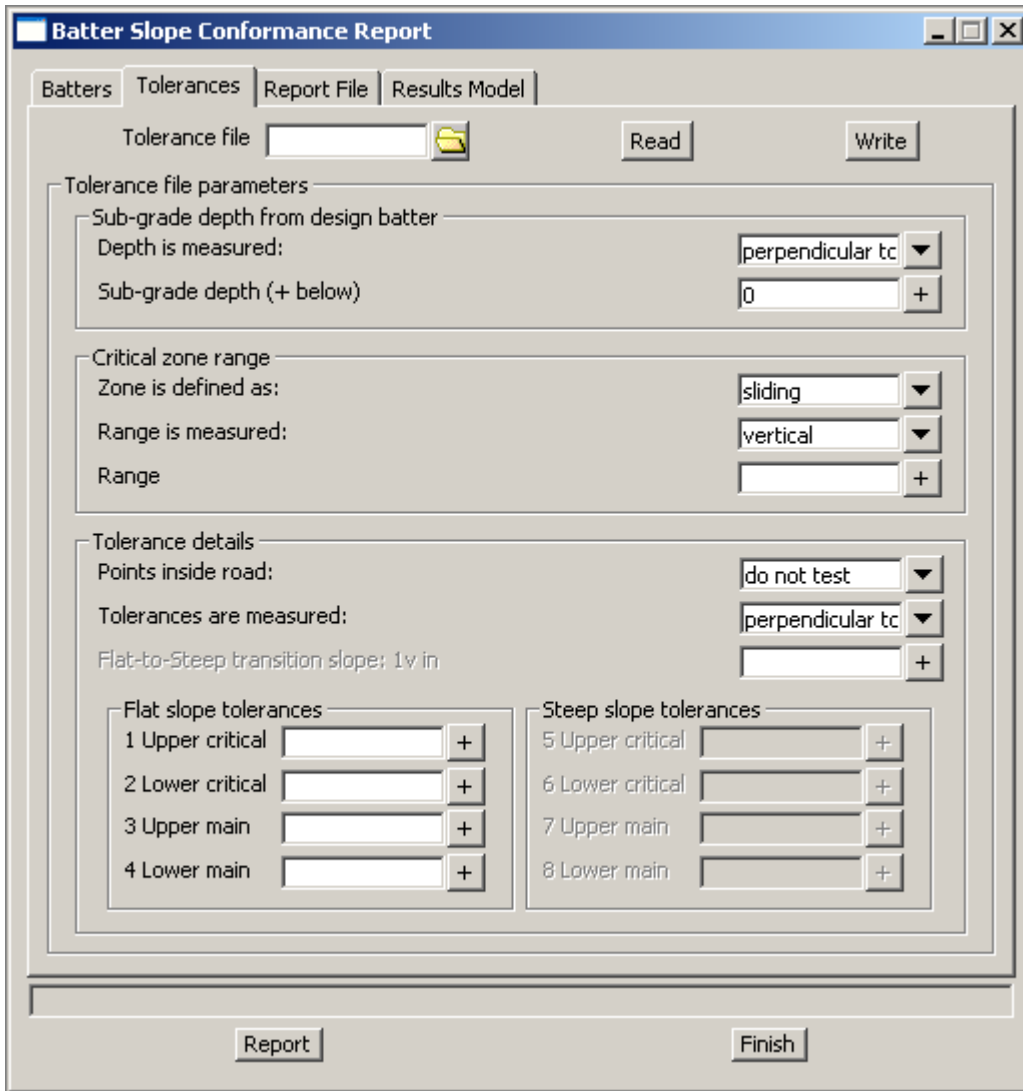 Batter Slope Conformance Report
Batters Tolerances Report File Results Model
Tolerance file Read Write
Tolerance file parameters
Sub-grade depth from design batter
Depth is measured: perpendicular tc
Sub-grade depth (+ below) 0 +
Critical zone range
Zone is defined as: sliding
Range is measured: vertical
Range +
Tolerance details
Points inside road: do not test
Tolerances are measured: perpendicular tc
Flat-to-Steep transition slope: 1v in +
Flat slope tolerances Steep slope tolerances
1 Upper critical + 5 Upper critical +
2 Lower critical + 6 Lower critical +
3 Upper main + 7 Upper main +
4 Lower main + 8 Lower main +
Report Finish